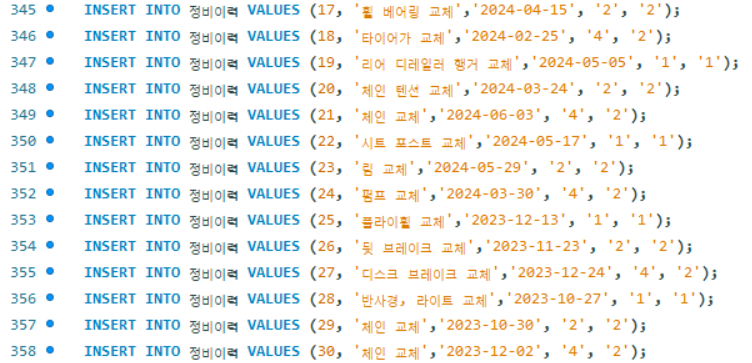 345 INSERT INTO 정비이력 VALUES (17, '휠 베어링 교체','2024-04-15', '2', '2');
346 INSERT INTO 정비이력 VALUES (18, '타이어가 교체','2024-02-25', '4', '2');
347 INSERT INTO 정비이력 VALUES (19, '리어 디레일러 행거 교체','2024-05-05', '1', '1');
348 INSERT INTO 정비이력 VALUES (20, '체인 텐션 교체','2024-03-24', '2', '2');
349 INSERT INTO 정비이력 VALUES (21, '체인 교체','2024-06-03', '4', '2');
350 INSERT INTO 정비이력 VALUES (22, '시트 포스트 교체','2024-05-17', '1', '1');
351 INSERT INTO 정비이력 VALUES (23, '림 교체','2024-05-29', '2', '2');
352 INSERT INTO 정비이력 VALUES (24, '펌프 교체','2024-03-30', '4', '2');
353 INSERT INTO 정비이력 VALUES (25, '플라이휠 교체','2023-12-13', '1', '1');
354 INSERT INTO 정비이력 VALUES (26, '뒷 브레이크 교체','2023-11-23', '2', '2');
355 INSERT INTO 정비이력 VALUES (27, '디스크 브레이크 교체','2023-12-24', '4', '2');
356 INSERT INTO 정비이력 VALUES (28, '반사경, 라이트 교체','2023-10-27', '1', '1');
357 INSERT INTO 정비이력 VALUES (29, '체인 교체','2023-10-30', '2', '2');
358 INSERT INTO 정비이력 VALUES (30, '체인 교체','2023-12-02', '4', '2');